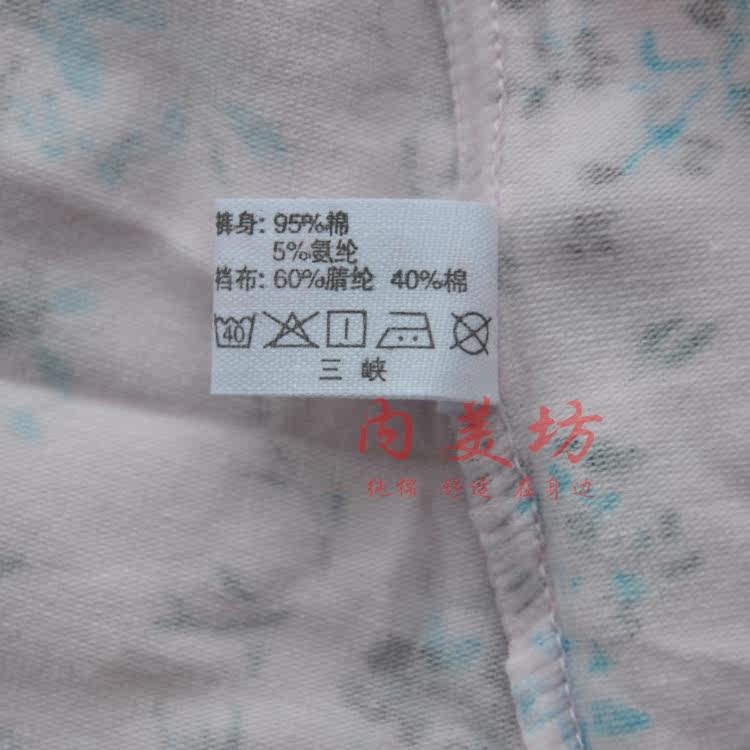 裤身: 95%棉
5%氨纶
裆布: 60%腈纶 40%棉
40
三 峡
内美坊
纯棉 舒适 在身边